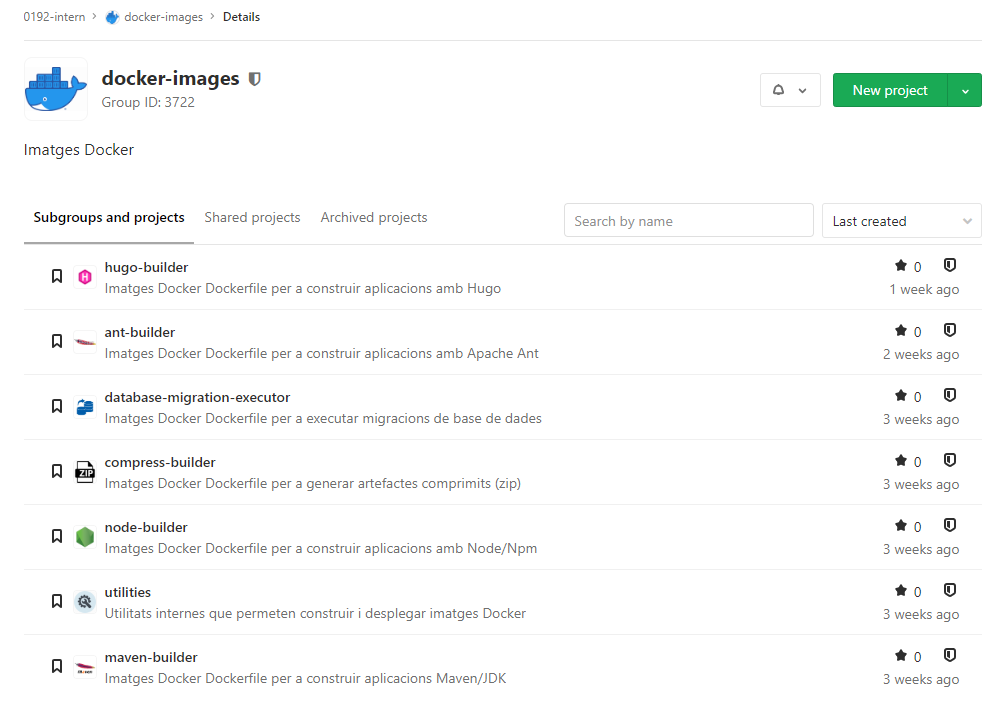 0192-intern > docker-images > Details
docker-images
Group ID: 3722
New project
Imatges Docker
Subgroups and projects Shared projects Archived projects Search by name Last created
hugo-builder 0
Imatges Docker Dockerfile per a construir aplicacions amb Hugo 1 week ago
ant-builder 0
Imatges Docker Dockerfile per a construir aplicacions amb Apache Ant 2 weeks ago
database-migration-executor 0
Imatges Docker Dockerfile per a executar migracions de base de dades 3 weeks ago
ZIP compress-builder 0
Imatges Docker Dockerfile per a generar artefactes comprimits (zip) 3 weeks ago
node-builder 0
Imatges Docker Dockerfile per a construir aplicacions amb Node/Npm 3 weeks ago
utilities 0
Utilitats internes que permeten construir i desplegar imatges Docker 3 weeks ago
maven-builder 0
Imatges Docker Dockerfile per a construir aplicacions Maven/JDK 3 weeks ago